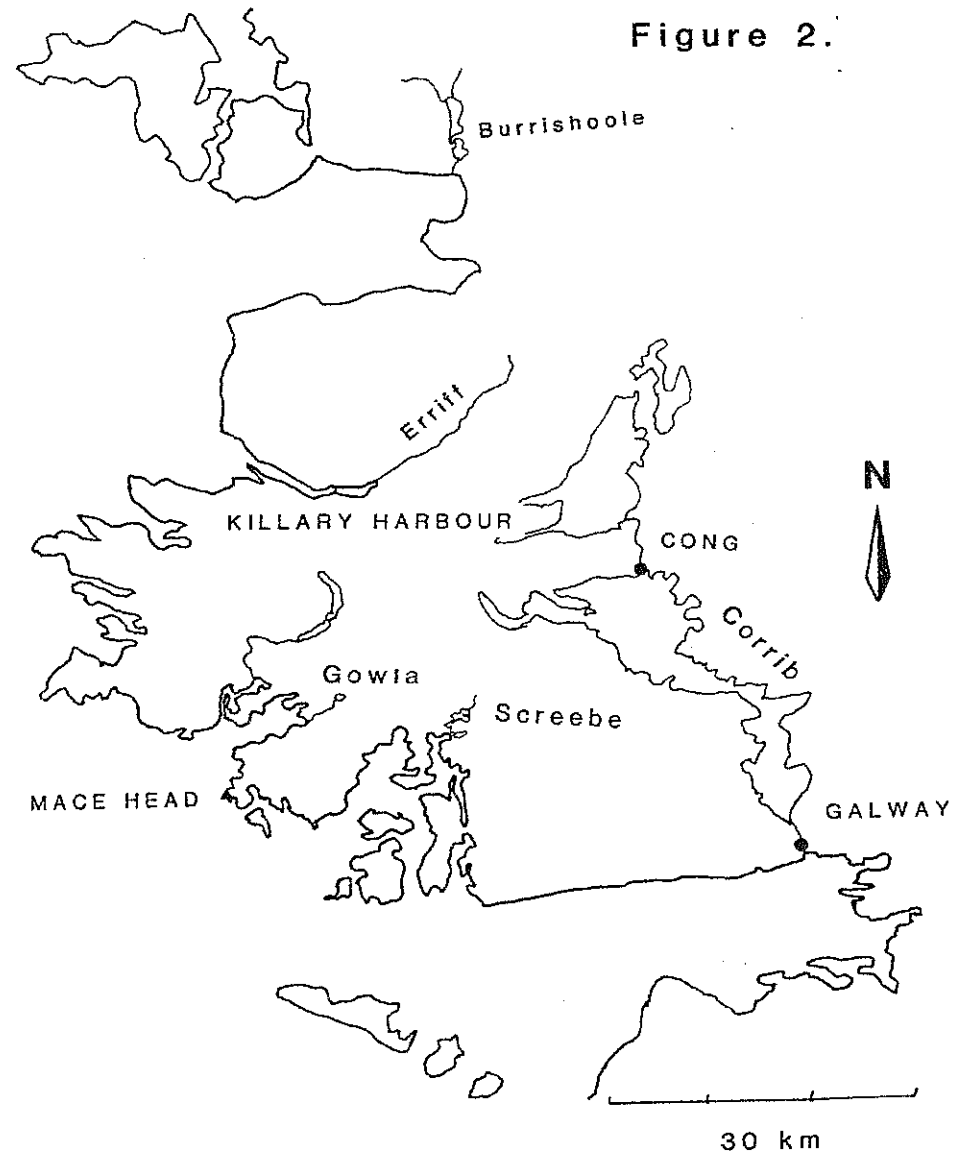 Figure 2.
Burrishoole
Erriff
N
KILLARY HARBOUR
CONG
Corrib
Gowla
Screebe
MACE HEAD
GALWAY
30 km